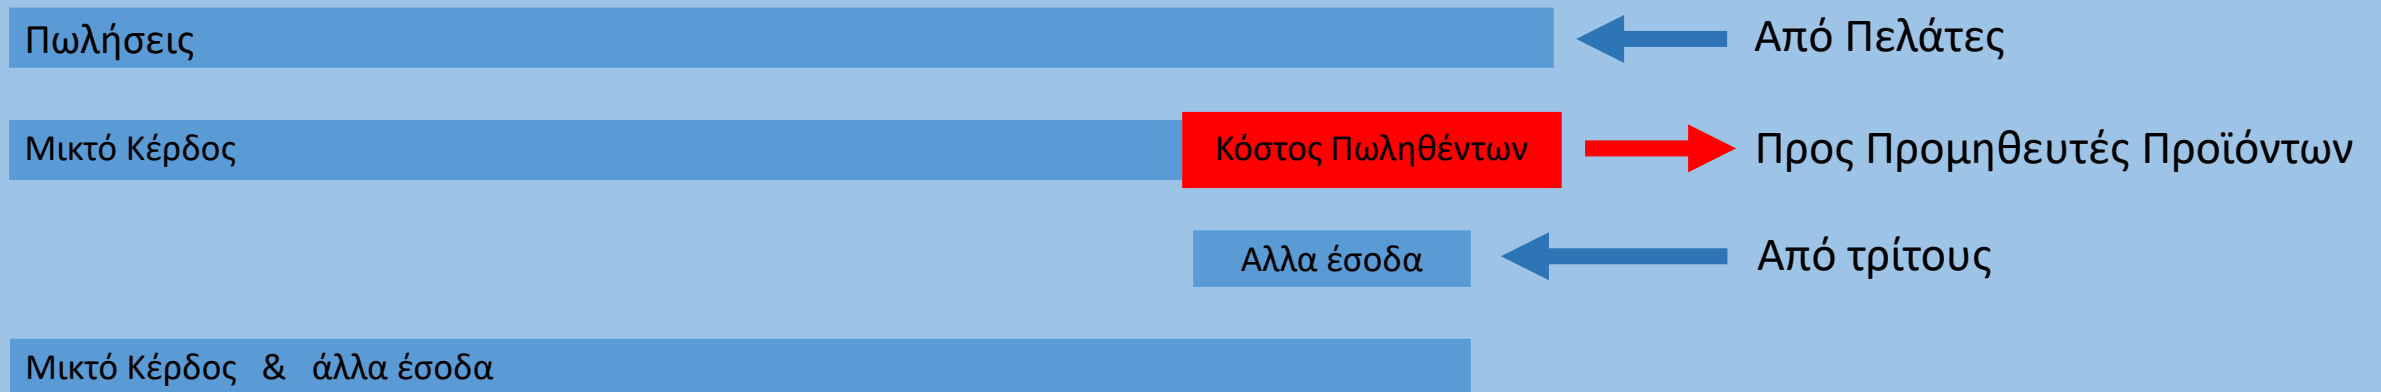 Πωλήσεις Από Πελάτες
Μικτό Κέρδος Κόστος Πωληθέντων Προς Προμηθευτές Προϊόντων
Αλλα έσοδα Από τρίτους
Μικτό Κέρδος & άλλα έσοδα